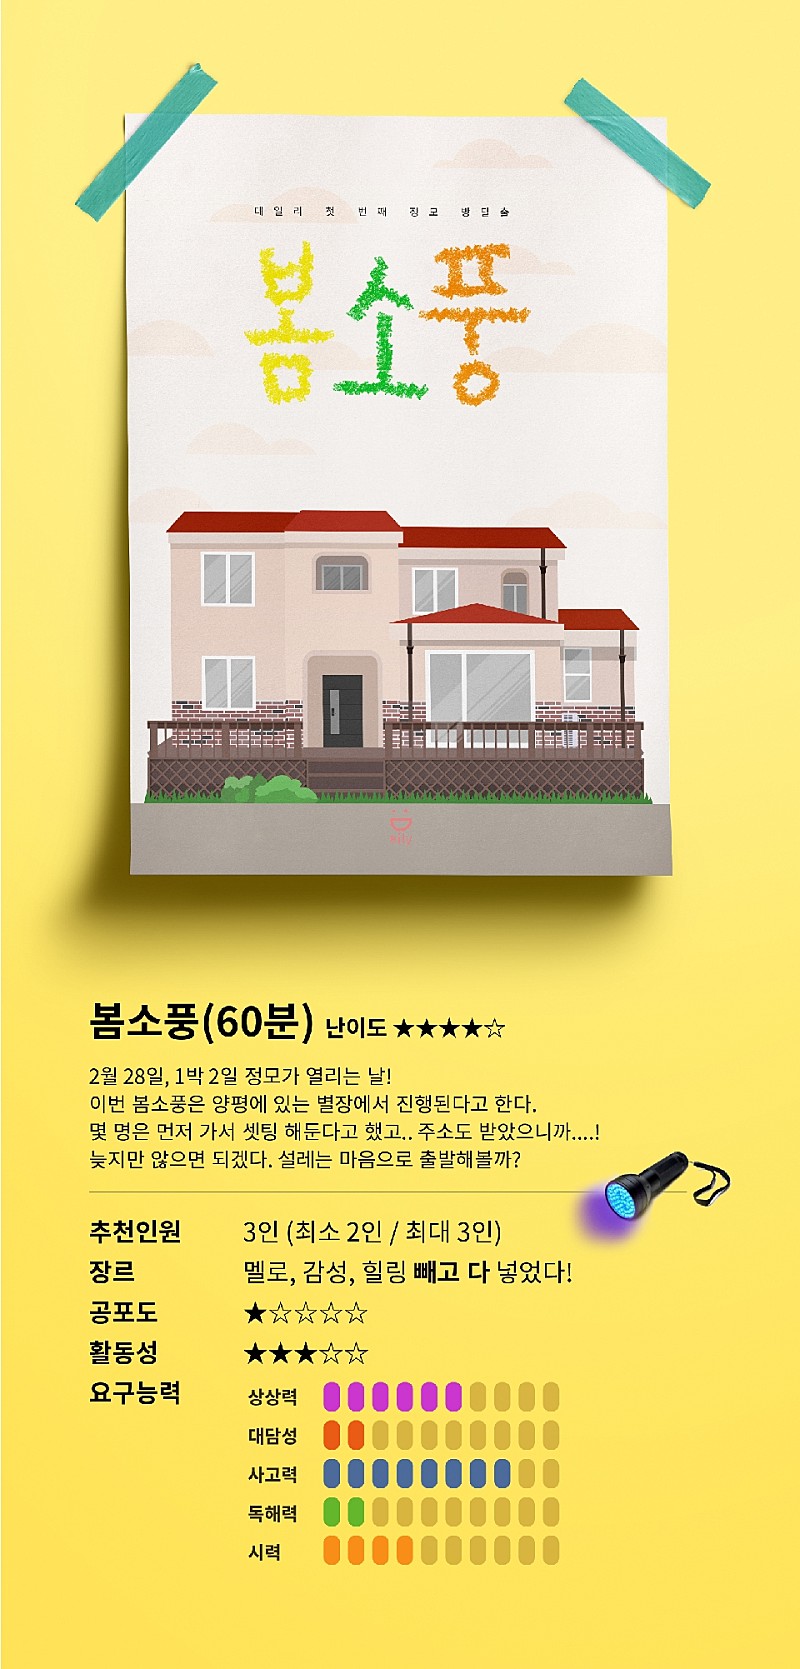 데일리 첫 번째 정모 방탈출
봄소풍
봄소풍(60분) 난이도 ★★★★☆
2월 28일, 1박 2일 정모가 열리는 날!
이번 봄소풍은 양평에 있는 별장에서 진행된다고 한다.
몇 명은 먼저 가서 셋팅 해둔다고 했고.. 주소도 받았으니까....!
늦지만 않으면 되겠다. 설레는 마음으로 출발해볼까?
추천인원 3인 (최소 2인 / 최대 3인)
장르 멜로, 감성, 힐링 빼고 다 넣었다!
공포도 ★☆☆☆☆
활동성 ★★★☆☆
요구능력 상상력
대담성
사고력
독해력
시력